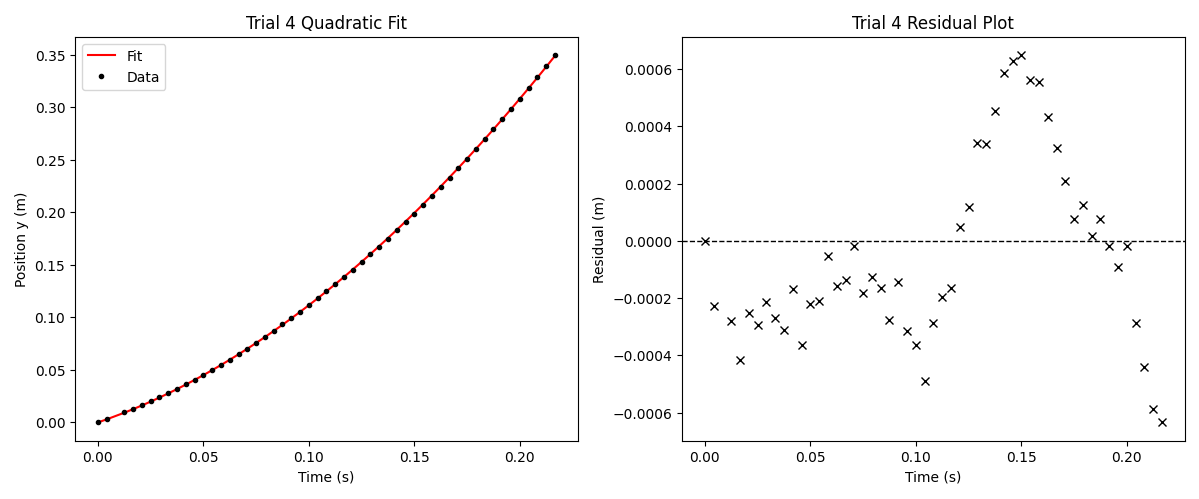 Trial 4 Quadratic Fit
Fit
Data
0.35
0.30
0.25
0.20
0.15
0.10
0.05
0.00
Position y (m)
0.00 0.05 0.10 0.15 0.20
Time (s)
Trial 4 Residual Plot
0.0006
0.0004
0.0002
0.0000
−0.0002
−0.0004
−0.0006
Residual (m)
0.00 0.05 0.10 0.15 0.20
Time (s)